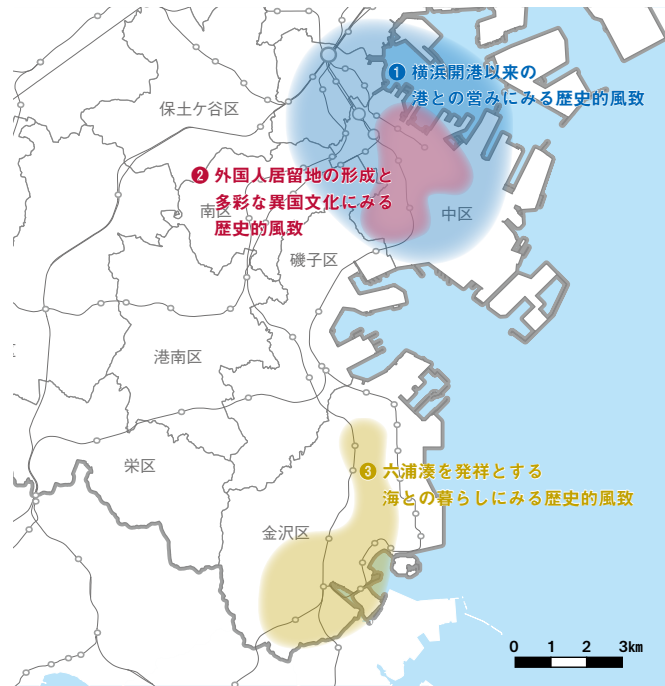 ❶ 横浜開港以来の
港との営みにみる歴史的風致
保土ケ谷区
❷ 外国人居留地の形成と
多彩な異国文化にみる
歴史的風致
南区
中区
磯子区
港南区
栄区
❸ 六浦湊を発祥とする
海との暮らしにみる歴史的風致
金沢区
0 1 2 3km